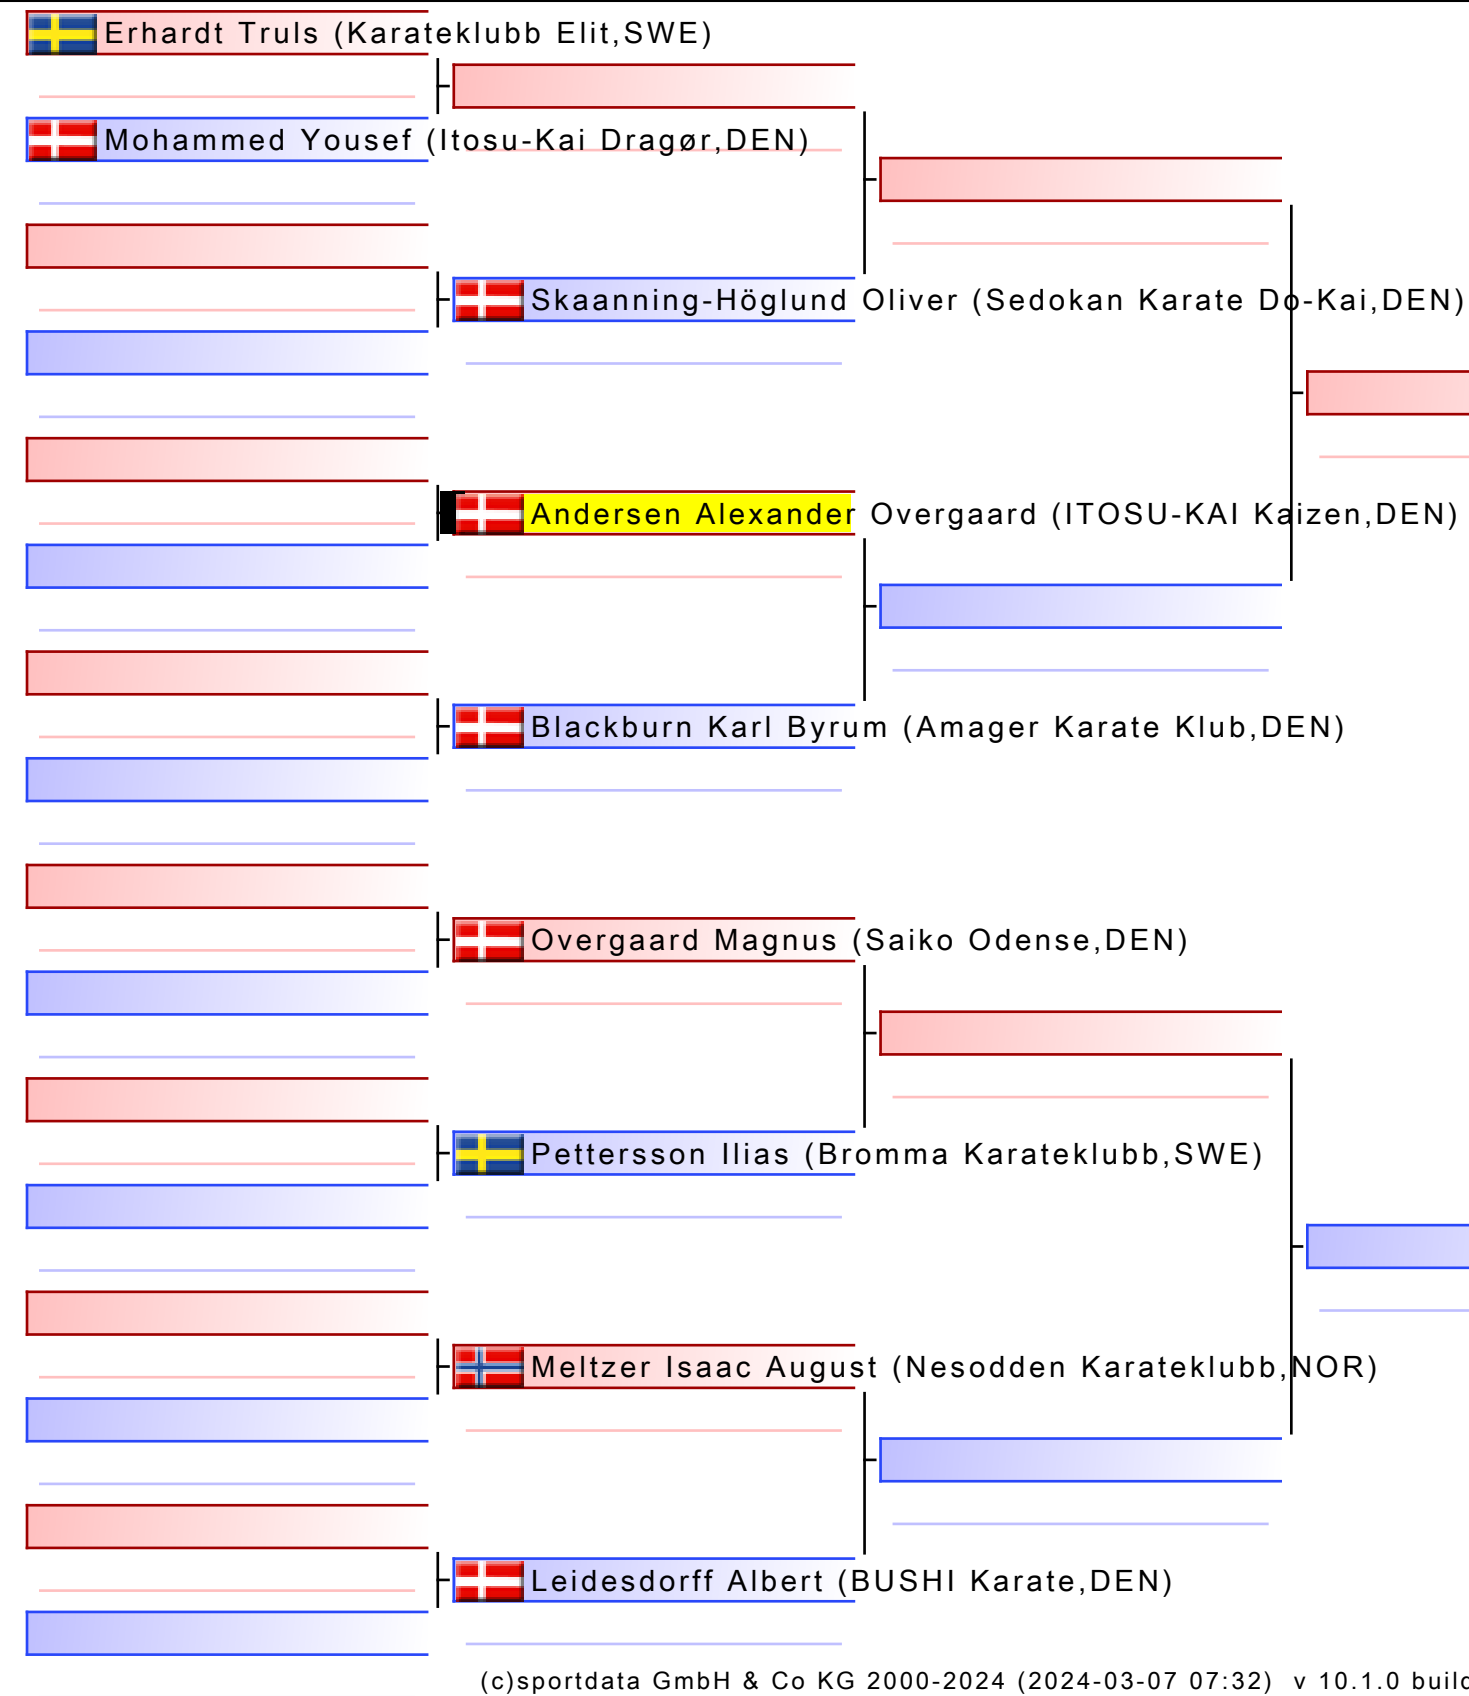 Erhardt Truls (Karateklubb Elit,SWE)
Mohammed Yousef (Itosu-Kai Dragør,DEN)
Skaanning-Höglund Oliver (Sedokan Karate Do-Kai,DEN)
Andersen Alexander Overgaard (ITOSU-KAI Kaizen,DEN)
Blackburn Karl Byrum (Amager Karate Klub,DEN)
Overgaard Magnus (Saiko Odense,DEN)
Pettersson Ilias (Bromma Karateklubb,SWE)
Meltzer Isaac August (Nesodden Karateklubb,NOR)
Leidesdorff Albert (BUSHI Karate,DEN)
(c)sportdata GmbH & Co KG 2000-2024 (2024-03-07 07:32) v 10.1.0